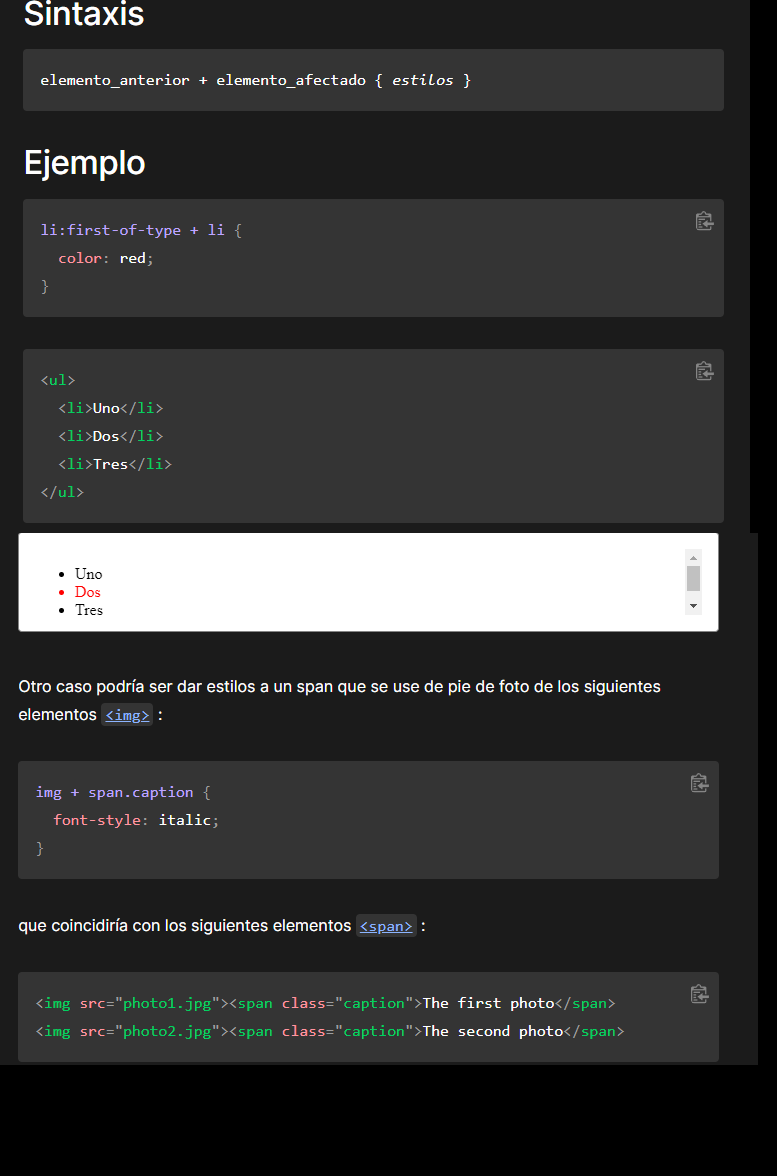 Sintaxis
elemento_anterior + elemento_afectado { estilos }
Ejemplo
li:first-of-type + li {
  color: red;
}
<ul>
  <li>Uno</li>
  <li>Dos</li>
  <li>Tres</li>
</ul>
• Uno
• Dos
• Tres
Otro caso podría ser dar estilos a un span que se use de pie de foto de los siguientes
elementos <img> :
img + span.caption {
  font-style: italic;
}
que coincidiría con los siguientes elementos <span> :
<img src="photo1.jpg"><span class="caption">The first photo</span>
<img src="photo2.jpg"><span class="caption">The second photo</span>